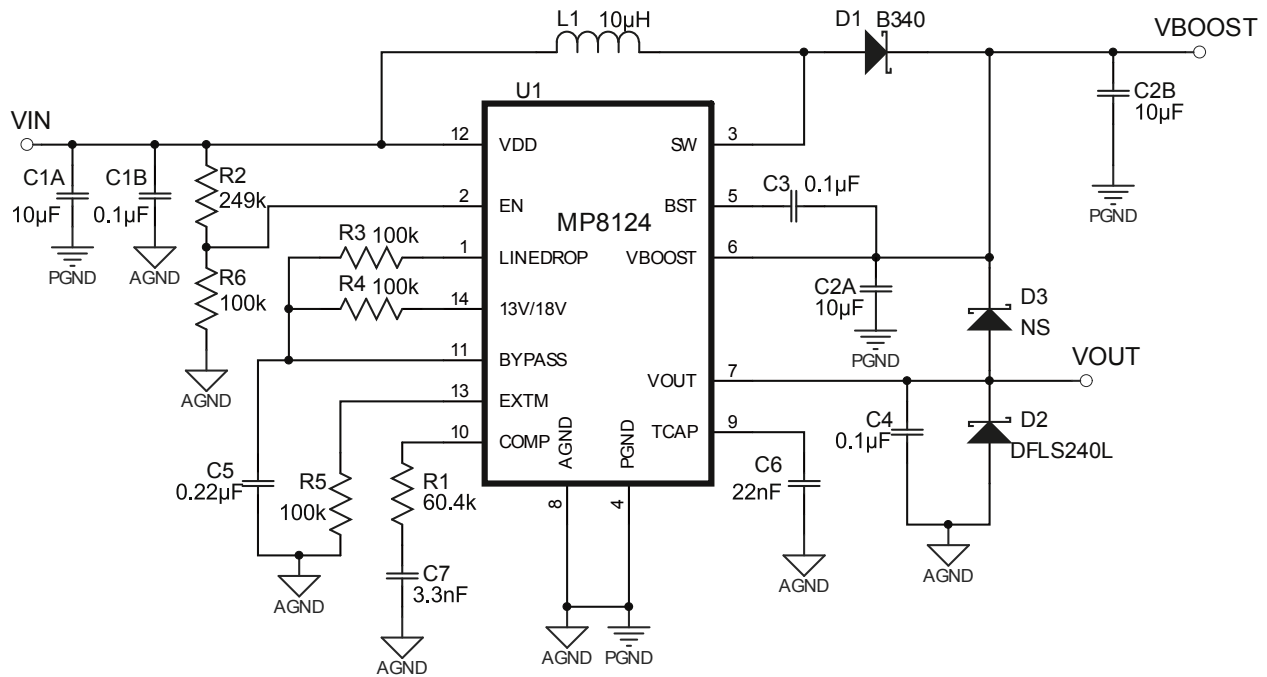 L1 10µH
D1 B340
VBOOST
C2B
10µF
PGND
U1
MP8124
VIN
C1A
10µF
PGND
C1B
0.1µF
AGND
R2
249k
R6
100k
AGND
12 VDD
2 EN
R3 100k
1 LINEDROP
R4 100k
14 13V/18V
11 BYPASS
13 EXTM
10 COMP
SW 3
BST 5
C3 0.1µF
VBOOST 6
C2A
10µF
PGND
D3
NS
VOUT 7
VOUT
TCAP 9
C4
0.1µF
D2
DFLS240L
AGND
C6
22nF
AGND
AGND
8
PGND
4
AGND
PGND
C5
0.22µF
R5
100k
AGND
R1
60.4k
C7
3.3nF
AGND